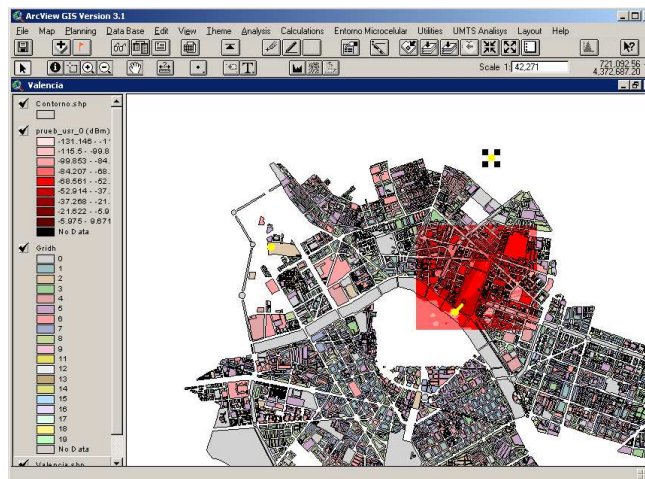 ArcView GIS Version 3.1
File Map Planning Data Base Edit View Theme Analysis Calculations Entorno Microcelular Utilities UMTS Analisys Layout Help
Scale 1: 42,271
721,092.56
4,372,687.20
Valencia
Contorno.shp
prueb_usr_0 (dBm)
-131.146 - -11
-115.5 - -99.8
-99.853 - -84.
-84.207 - -68.
-68.561 - -52.
-52.914 - -37.
-37.268 - -21.
-21.622 - -5.9
-5.975 - 9.671
No Data
Gridh
0
1
2
3
4
5
6
7
8
9
10
11
12
13
14
15
16
17
18
19
No Data
Valencia.shp